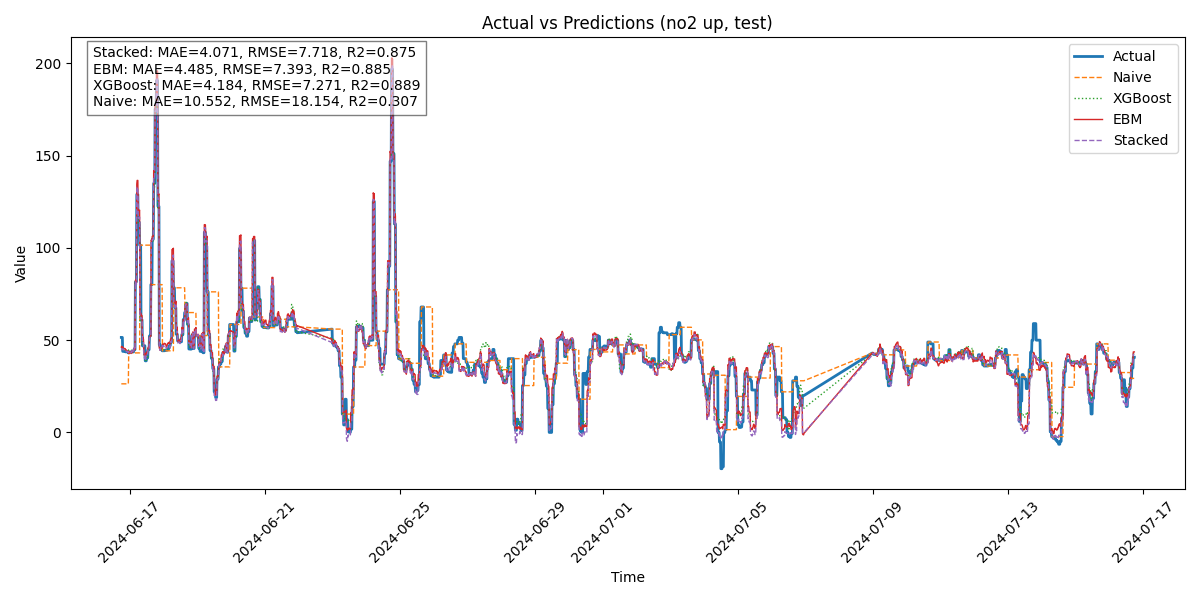 Actual vs Predictions (no2 up, test)
Stacked: MAE=4.071, RMSE=7.718, R2=0.875
EBM: MAE=4.485, RMSE=7.393, R2=0.885
XGBoost: MAE=4.184, RMSE=7.271, R2=0.889
Naive: MAE=10.552, RMSE=18.154, R2=0.307
Actual
Naive
XGBoost
EBM
Stacked
Value
200
150
100
50
0
2024-06-17
2024-06-21
2024-06-25
2024-06-29
2024-07-01
2024-07-05
2024-07-09
2024-07-13
2024-07-17
Time